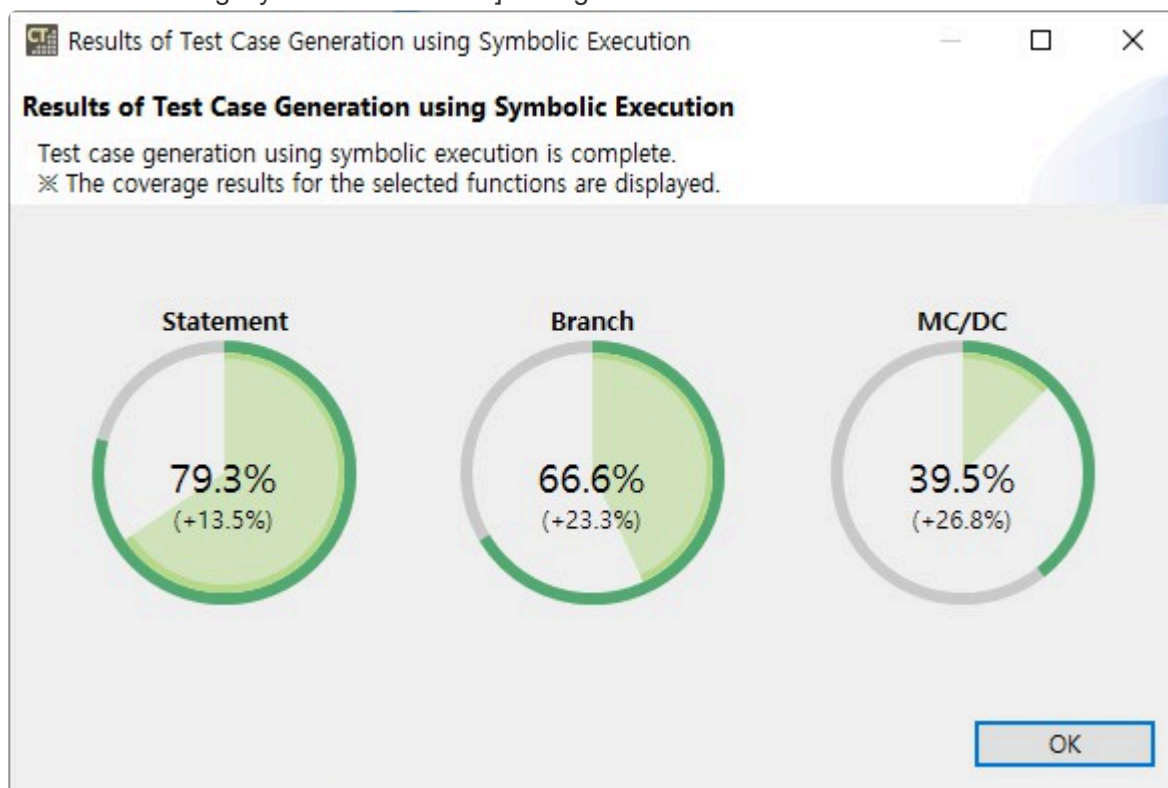 Results of Test Case Generation using Symbolic Execution
Results of Test Case Generation using Symbolic Execution
Test case generation using symbolic execution is complete.
※ The coverage results for the selected functions are displayed.
Statement
Branch
MC/DC
79.3%
(+13.5%)
66.6%
(+23.3%)
39.5%
(+26.8%)
OK